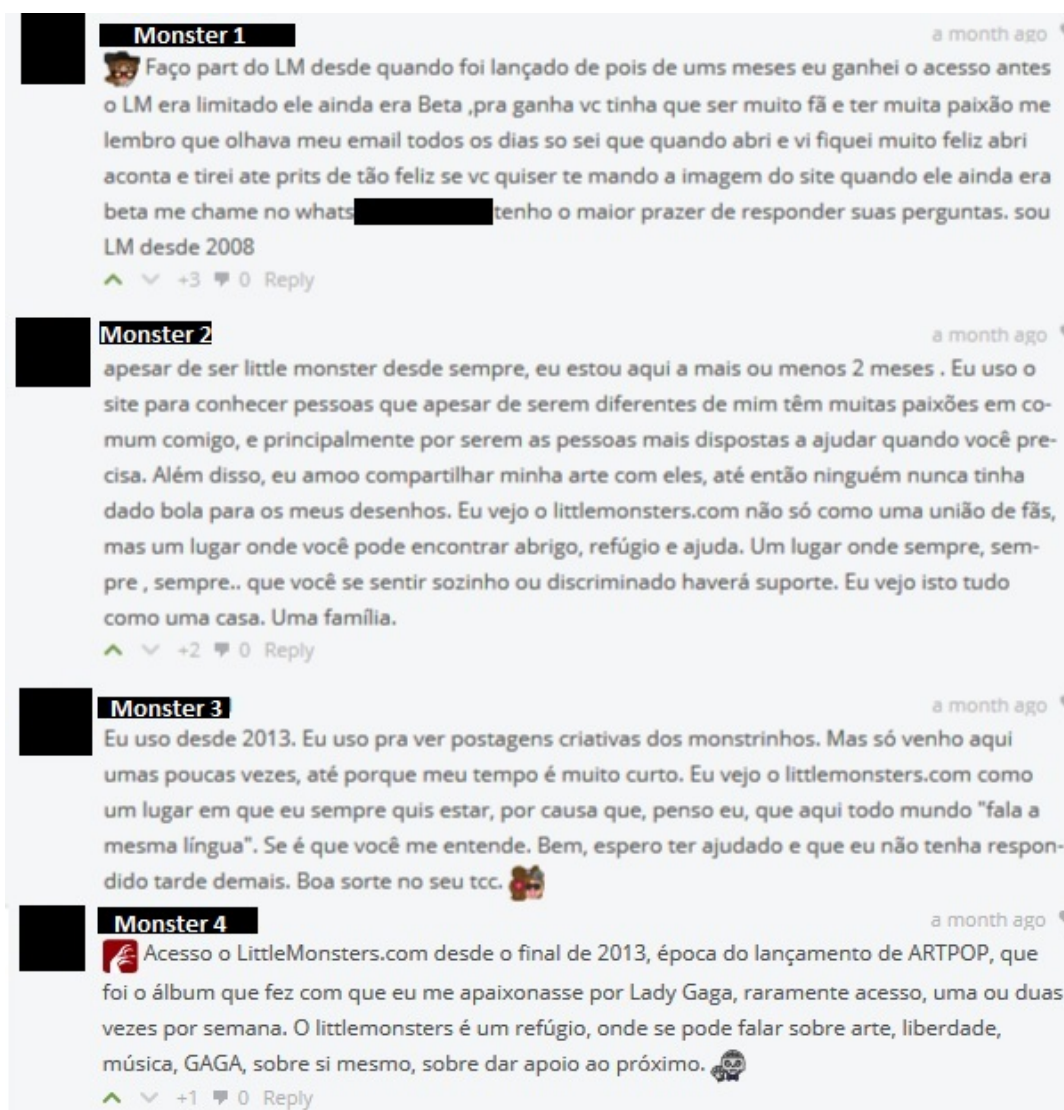 Monster 1
a month ago
Faço part do LM desde quando foi lançado de pois de ums meses eu ganhei o acesso antes
o LM era limitado ele ainda era Beta ,pra ganha vc tinha que ser muito fã e ter muita paixão me
lembro que olhava meu email todos os dias so sei que quando abri e vi fiquei muito feliz abri
aconta e tirei ate prits de tão feliz se vc quiser te mando a imagem do site quando ele ainda era
beta me chame no whats tenho o maior prazer de responder suas perguntas. sou
LM desde 2008
+3 0 Reply
Monster 2
a month ago
apesar de ser little monster desde sempre, eu estou aqui a mais ou menos 2 meses . Eu uso o
site para conhecer pessoas que apesar de serem diferentes de mim têm muitas paixões em co-
mum comigo, e principalmente por serem as pessoas mais dispostas a ajudar quando você pre-
cisa. Além disso, eu amoo compartilhar minha arte com eles, até então ninguém nunca tinha
dado bola para os meus desenhos. Eu vejo o littlemonsters.com não só como uma união de fãs,
mas um lugar onde você pode encontrar abrigo, refúgio e ajuda. Um lugar onde sempre, sem-
pre , sempre.. que você se sentir sozinho ou discriminado haverá suporte. Eu vejo isto tudo
como uma casa. Uma família.
+2 0 Reply
Monster 3
a month ago
Eu uso desde 2013. Eu uso pra ver postagens criativas dos monstrinhos. Mas só venho aqui
umas poucas vezes, até porque meu tempo é muito curto. Eu vejo o littlemonsters.com como
um lugar em que eu sempre quis estar, por causa que, penso eu, que aqui todo mundo "fala a
mesma língua". Se é que você me entende. Bem, espero ter ajudado e que eu não tenha respon-
dido tarde demais. Boa sorte no seu tcc.
Monster 4
a month ago
Acesso o LittleMonsters.com desde o final de 2013, época do lançamento de ARTPOP, que
foi o álbum que fez com que eu me apaixonasse por Lady Gaga, raramente acesso, uma ou duas
vezes por semana. O littlemonsters é um refúgio, onde se pode falar sobre arte, liberdade,
música, GAGA, sobre si mesmo, sobre dar apoio ao próximo.
+1 0 Reply